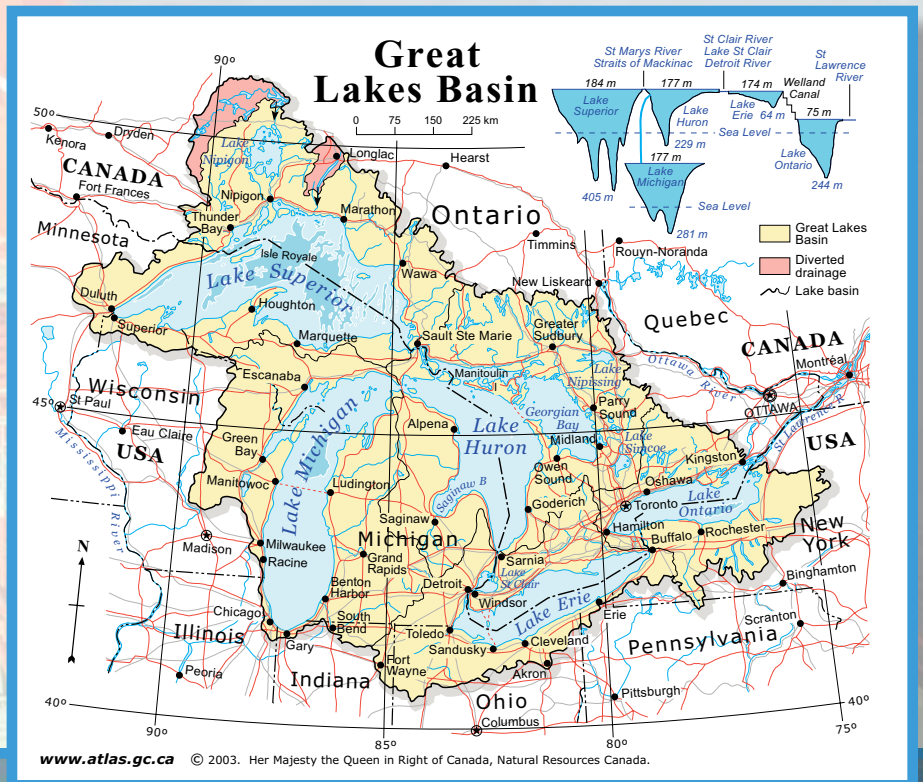 Great
Lakes Basin
0 75 150 225 km
St Marys River
Straits of Mackinac
St Clair River
Lake St Clair
Detroit River
St
Lawrence
River
184 m
177 m
174 m
Welland
Canal
75 m
Lake
Superior
Lake
Huron
Lake
Erie
64 m
Sea Level
229 m
177 m
Lake
Michigan
Lake
Ontario
405 m
244 m
Sea Level
281 m
Great Lakes
Basin
Diverted
drainage
Lake basin
90º
50º
Kenora
Dryden
CANADA
Fort Frances
Minnesota
Lake
Nipigon
Longlac
Hearst
Nipigon
Thunder
Bay
Marathon
Ontario
Timmins
Rouyn-Noranda
Isle Royale
Lake Superior
Wawa
New Liskeard
Duluth
Superior
Houghton
Marquette
Sault Ste Marie
Greater
Sudbury
Quebec
CANADA
Montréal
Ottawa River
OTTAWA
St Lawrence R
USA
Escanaba
Manitoulin
I
Lake
Nipissing
Wisconsin
45º
St Paul
Eau Claire
USA
Mississippi River
Green
Bay
Manitowoc
Lake Michigan
Ludington
Alpena
Lake
Huron
Georgian
Bay
Parry
Sound
Midland
Lake
Simcoe
Owen
Sound
Kingston
Oshawa
Toronto
Lake
Ontario
Saginaw B
Goderich
Saginaw
Michigan
Hamilton
Buffalo
Rochester
New
York
Madison
Milwaukee
Racine
Grand
Rapids
Sarnia
Lake
St Clair
Detroit
Windsor
Lake Erie
Erie
Binghamton
Scranton
N
Benton
Harbor
Chicago
South
Bend
Gary
Illinois
Peoria
Toledo
Sandusky
Cleveland
Akron
Pennsylvania
Pittsburgh
Indiana
Fort
Wayne
Ohio
Columbus
40º
40º
90º
85º
80º
75º
www.atlas.gc.ca © 2003. Her Majesty the Queen in Right of Canada, Natural Resources Canada.